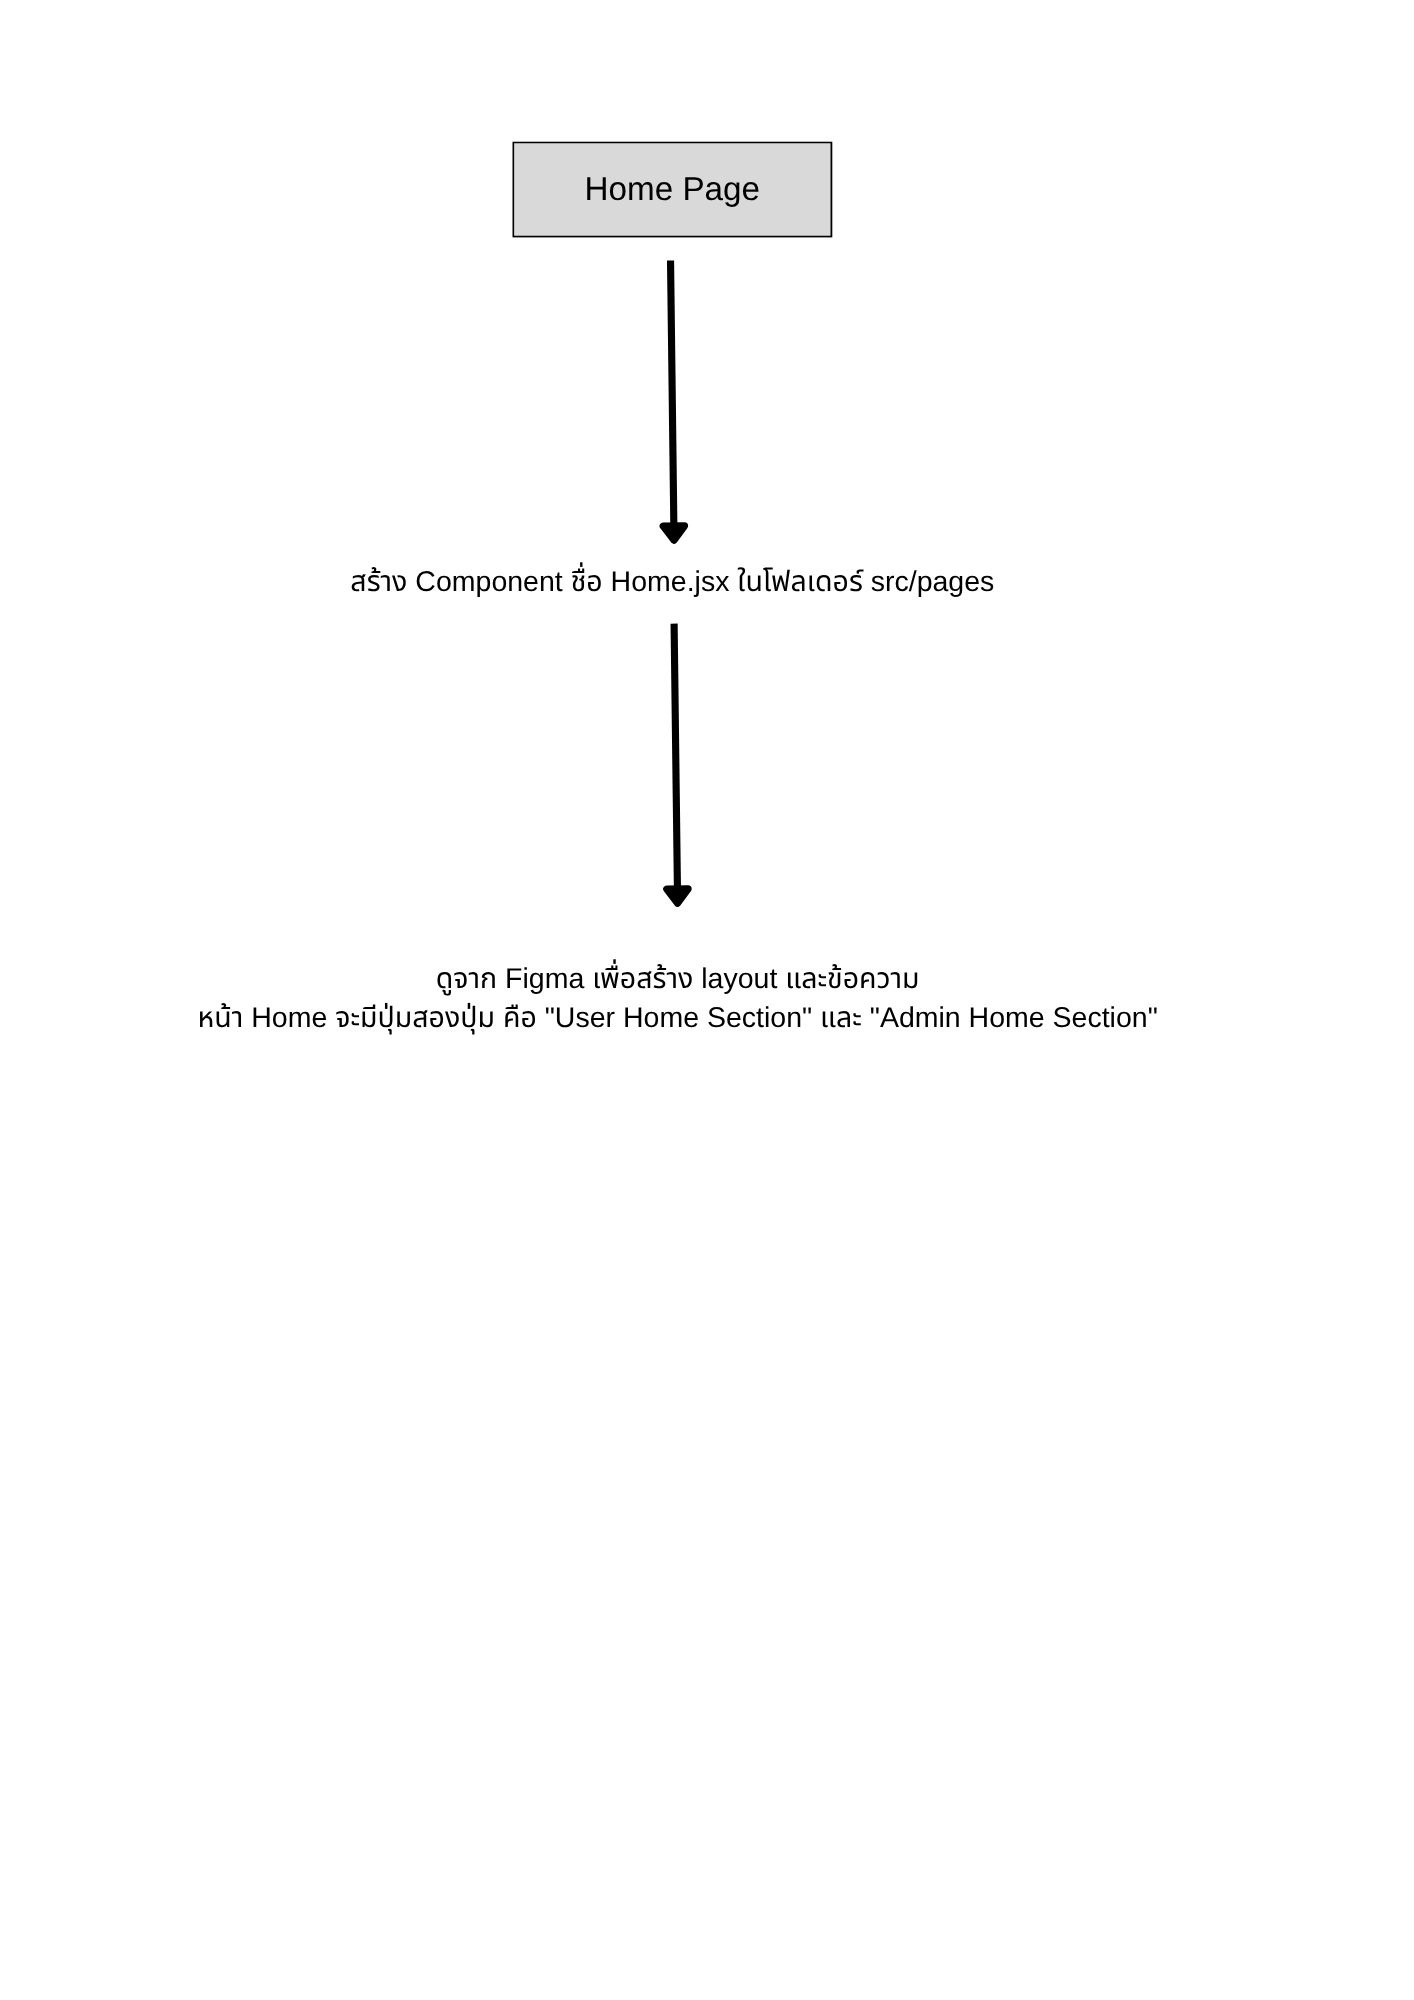 Home Page
สร้าง Component ชื่อ Home.jsx ในโฟลเดอร์ src/pages
ดูจาก Figma เพื่อสร้าง layout และข้อความ
หน้า Home จะมีปุ่มสองปุ่ม คือ "User Home Section" และ "Admin Home Section"